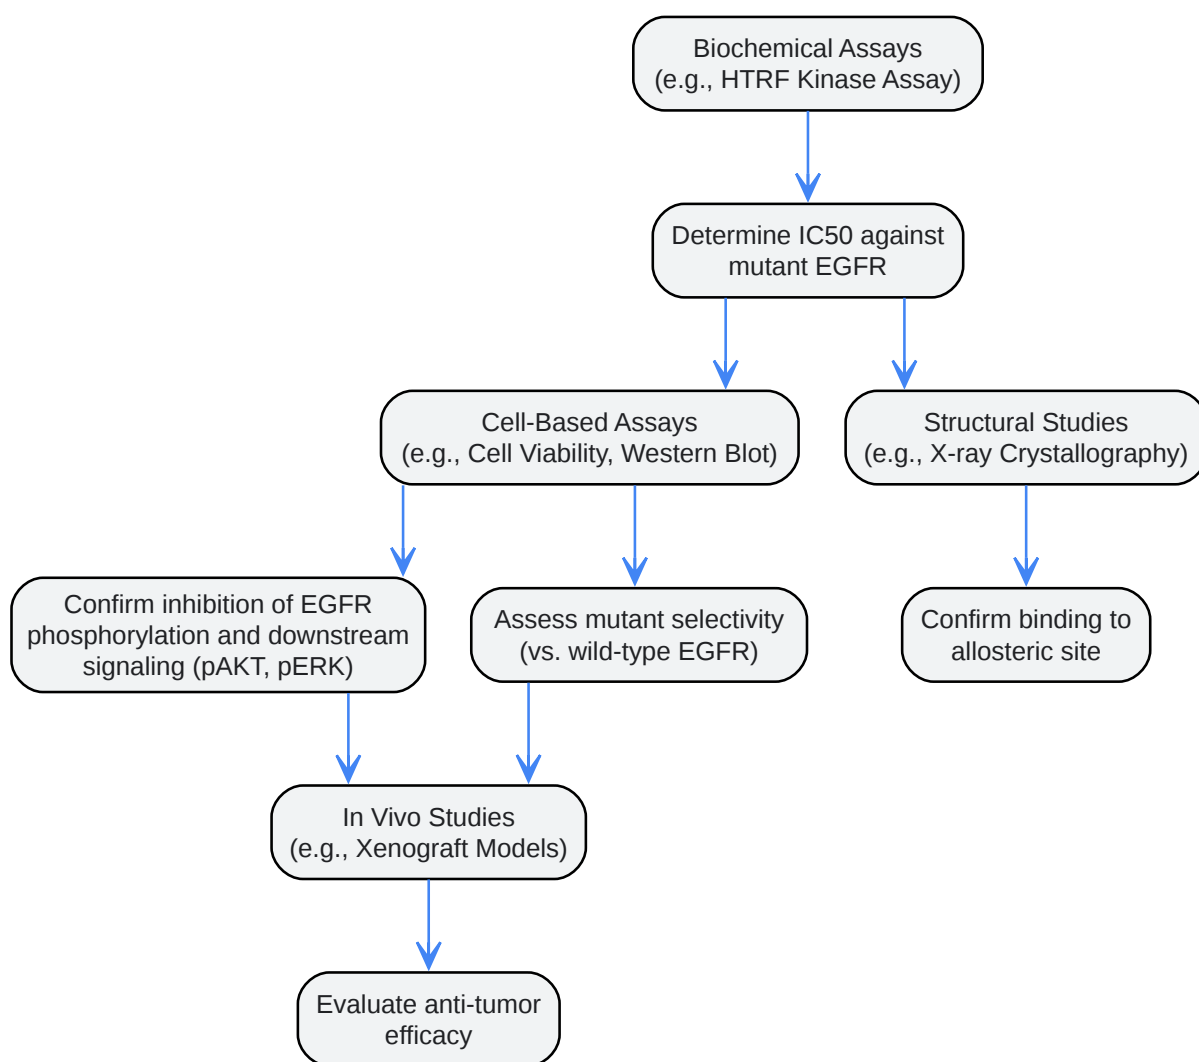 Biochemical Assays
(e.g., HTRF Kinase Assay)
Determine IC50 against
mutant EGFR
Cell-Based Assays
(e.g., Cell Viability, Western Blot)
Structural Studies
(e.g., X-ray Crystallography)
Confirm inhibition of EGFR
phosphorylation and downstream
signaling (pAKT, pERK)
Assess mutant selectivity
(vs. wild-type EGFR)
Confirm binding to
allosteric site
In Vivo Studies
(e.g., Xenograft Models)
Evaluate anti-tumor
efficacy